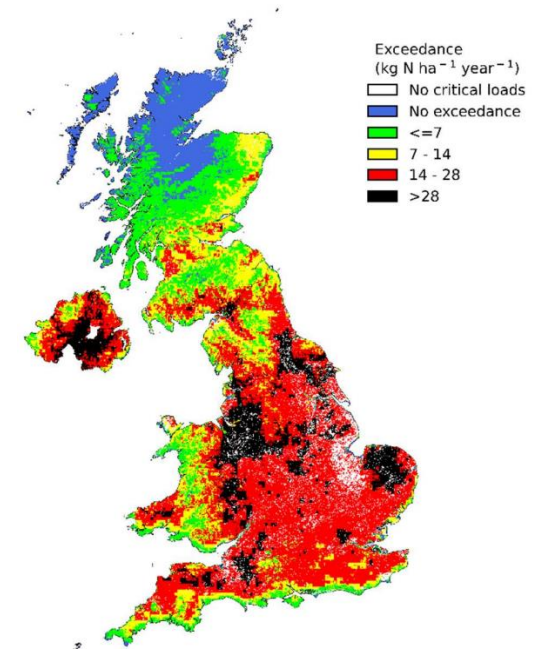 Exceedance
(kg N ha⁻¹ year⁻¹)
No critical loads
No exceedance
<=7
7 - 14
14 - 28
>28